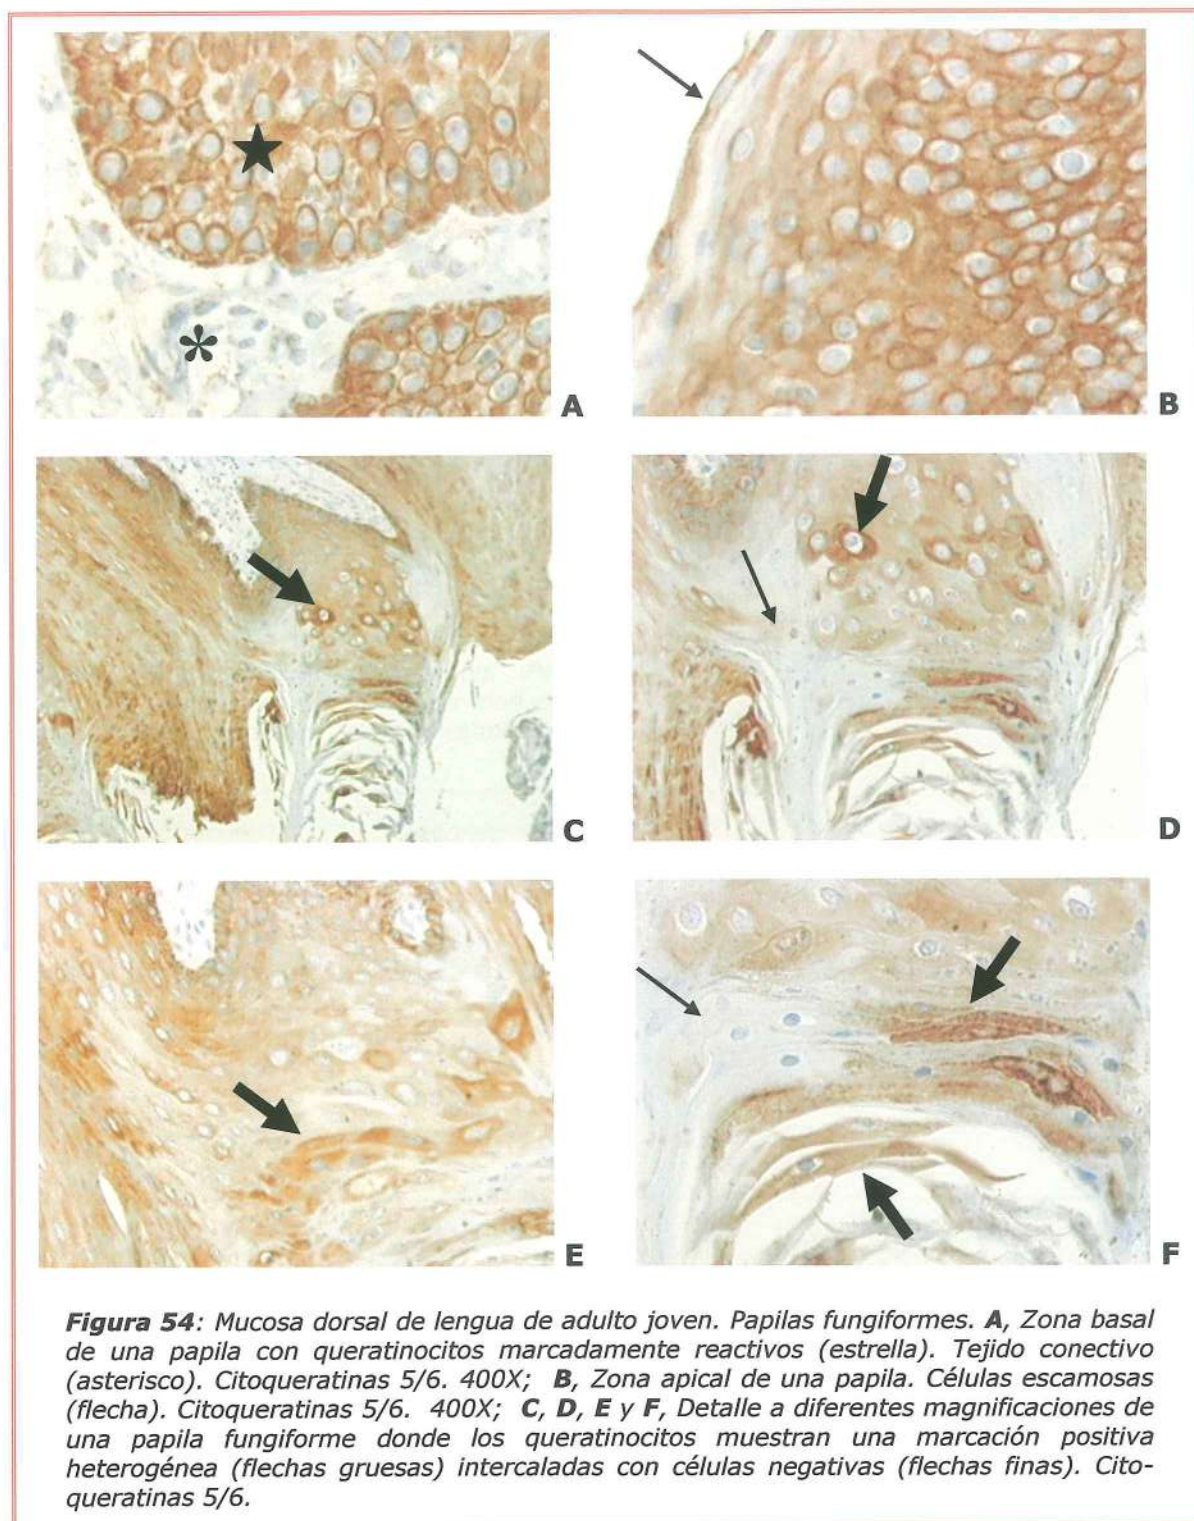 A
B
C
D
E
F
Figura 54: Mucosa dorsal de lengua de adulto joven. Papilas fungiformes. A, Zona basal
de una papila con queratinocitos marcadamente reactivos (estrella). Tejido conectivo
(asterisco). Citoqueratinas 5/6. 400X; B, Zona apical de una papila. Células escamosas
(flecha). Citoqueratinas 5/6. 400X; C, D, E y F, Detalle a diferentes magnificaciones de
una papila fungiforme donde los queratinocitos muestran una marcación positiva
heterogénea (flechas gruesas) intercaladas con células negativas (flechas finas). Cito-
queratinas 5/6.